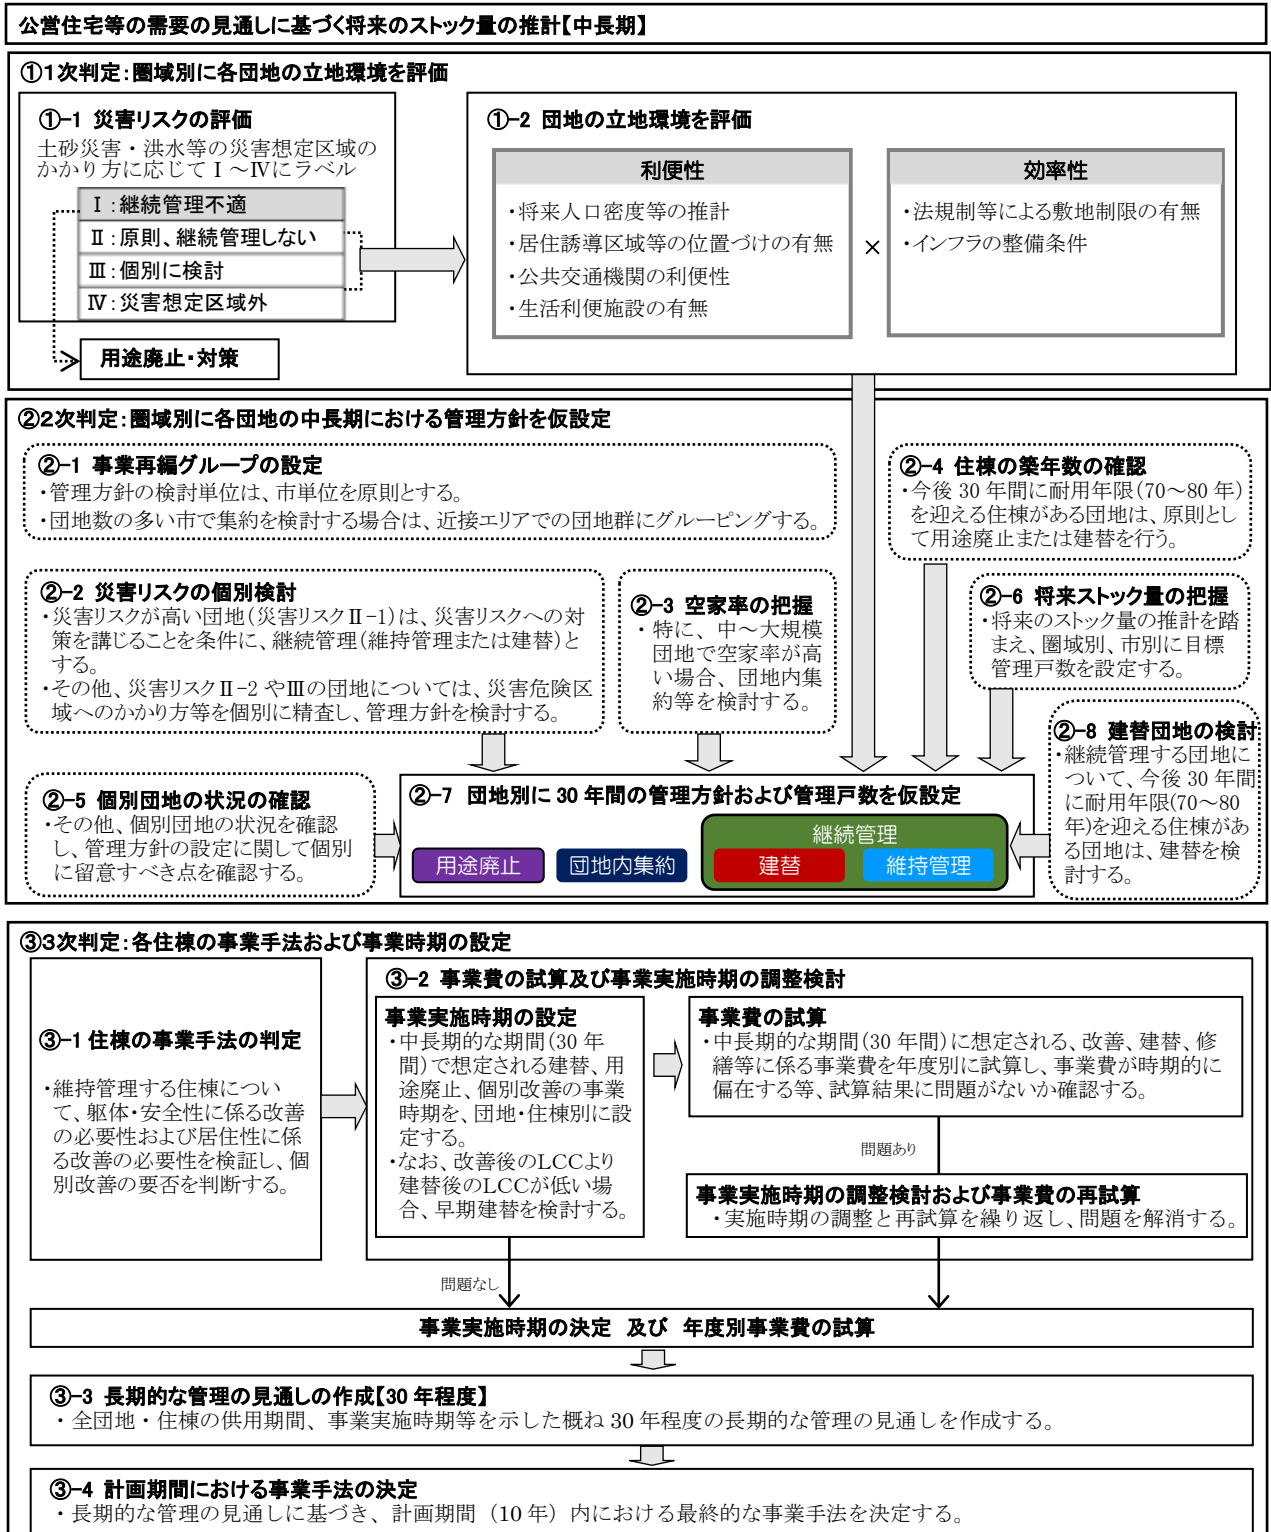 公営住宅等の需要の見通しに基づく将来のストック量の推計【中長期】
①1次判定：圏域別に各団地の立地環境を評価
①-1 災害リスクの評価
土砂災害・洪水等の災害想定区域の
かかり方に応じてⅠ～Ⅳにラベル
Ⅰ：継続管理不適
Ⅱ：原則、継続管理しない
Ⅲ：個別に検討
Ⅳ：災害想定区域外
用途廃止・対策
①-2 団地の立地環境を評価
利便性
・将来人口密度等の推計
・居住誘導区域等の位置づけの有無
・公共交通機関の利便性
・生活利便施設の有無
×
効率性
・法規制等による敷地制限の有無
・インフラの整備条件
②2次判定：圏域別に各団地の中長期における管理方針を仮設定
②-1 事業再編グループの設定
・管理方針の検討単位は、市単位を原則とする。
・団地数の多い市で集約を検討する場合は、近接エリアでの団地群にグルーピングする。
②-4 住棟の築年数の確認
・今後 30 年間に耐用年限（70～80 年）
を迎える住棟がある団地は、原則とし
て用途廃止または建替を行う。
②-2 災害リスクの個別検討
・災害リスクが高い団地（災害リスクⅡ-1）は、災害リスクへの対
策を講じることを条件に、継続管理（維持管理または建替）と
する。
・その他、災害リスクⅡ-2 やⅢの団地については、災害危険区
域へのかかり方等を個別に精査し、管理方針を検討する。
②-3 空家率の把握
・特に、中～大規模
団地で空家率が高
い場合、団地内集
約等を検討する。
②-6 将来ストック量の把握
・将来のストック量の推計を踏
まえ、圏域別、市別に目標
管理戸数を設定する。
②-8 建替団地の検討
・継続管理する団地に
ついて、今後 30 年間
に耐用年限(70～80
年)を迎える住棟があ
る団地は、建替を検
討する。
②-5 個別団地の状況の確認
・その他、個別団地の状況を確認
し、管理方針の設定に関して個別
に留意すべき点を確認する。
②-7 団地別に 30 年間の管理方針および管理戸数を仮設定
継続管理
用途廃止
団地内集約
建替
維持管理
③3次判定：各住棟の事業手法および事業時期の設定
③-1 住棟の事業手法の判定
・維持管理する住棟につい
て、躯体・安全性に係る改善
の必要性および居住性に係
る改善の必要性を検証し、個
別改善の要否を判断する。
③-2 事業費の試算及び事業実施時期の調整検討
事業実施時期の設定
・中長期的な期間（30 年
間）で想定される建替、用
途廃止、個別改善の事業
時期を、団地・住棟別に設
定する。
・なお、改善後のLCCより
建替後のLCCが低い場
合、早期建替を検討する。
事業費の試算
・中長期的な期間（30 年間）に想定される、改善、建替、修
繕等に係る事業費を年度別に試算し、事業費が時期的に
偏在する等、試算結果に問題がないか確認する。
問題あり
事業実施時期の調整検討および事業費の再試算
・実施時期の調整と再試算を繰り返し、問題を解消する。
問題なし
事業実施時期の決定 及び 年度別事業費の試算
③-3 長期的な管理の見通しの作成【30 年程度】
・全団地・住棟の供用期間、事業実施時期等を示した概ね 30 年程度の長期的な管理の見通しを作成する。
③-4 計画期間における事業手法の決定
・長期的な管理の見通しに基づき、計画期間（10 年）内における最終的な事業手法を決定する。